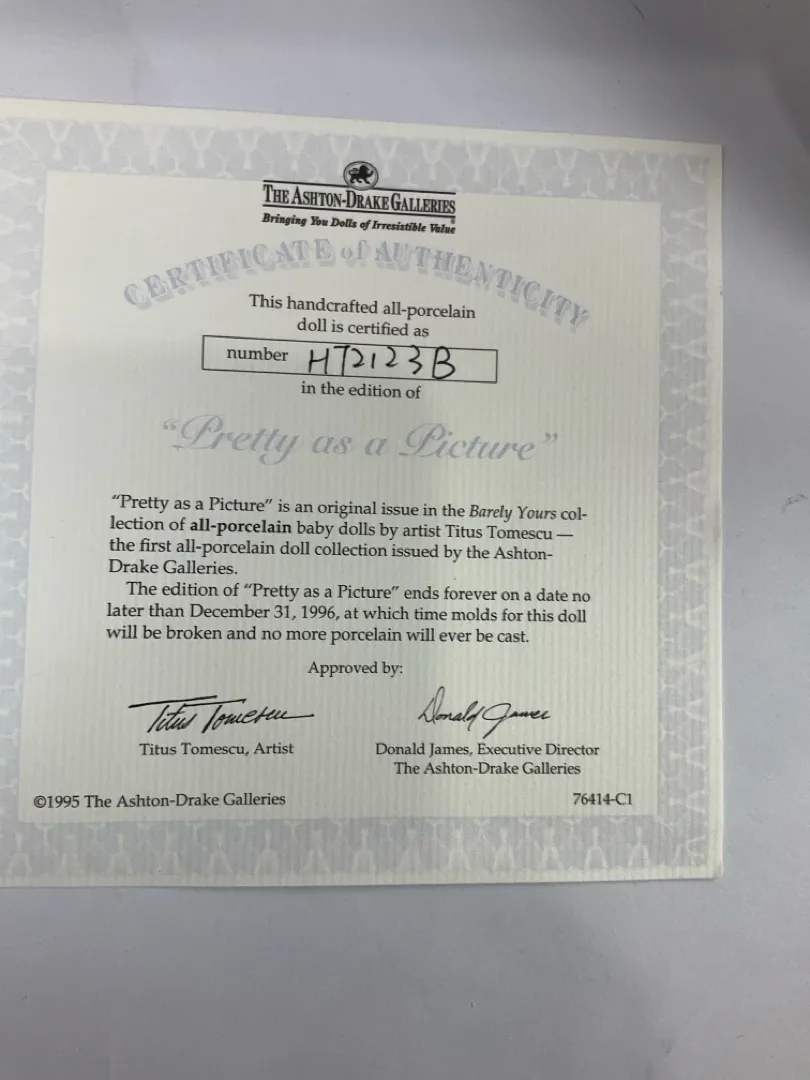 THE ASHTON-DRAKE GALLERIES
Bringing You Dolls of Irresistible Value
CERTIFICATE of AUTHENTICITY
This handcrafted all-porcelain
doll is certified as
number HT2123B
in the edition of
“Pretty as a Picture”
“Pretty as a Picture” is an original issue in the Barely Yours col-
lection of all-porcelain baby dolls by artist Titus Tomescu —
the first all-porcelain doll collection issued by the Ashton-
Drake Galleries.
The edition of “Pretty as a Picture” ends forever on a date no
later than December 31, 1996, at which time molds for this doll
will be broken and no more porcelain will ever be cast.
Approved by:
Titus Tomescu Donald James
Titus Tomescu, Artist Donald James, Executive Director
The Ashton-Drake Galleries
©1995 The Ashton-Drake Galleries 76414-C1